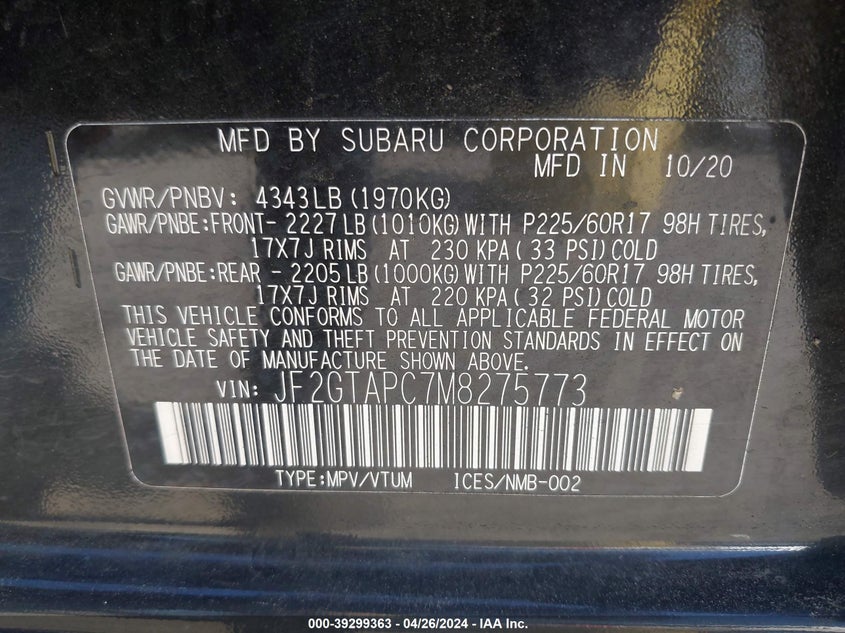 MFD BY SUBARU CORPORATION
MFD IN 10/20
GVWR/PNBV: 4343LB (1970KG)
GAWR/PNBE:FRONT- 2227LB (1010KG) WITH P225/60R17 98H TIRES,
17X7J RIMS AT 230 KPA ( 33 PSI) COLD
GAWR/PNBE:REAR - 2205LB (1000KG) WITH P225/60R17 98H TIRES,
17X7J RIMS AT 220 KPA ( 32 PSI) COLD
THIS VEHICLE CONFORMS TO ALL APPLICABLE FEDERAL MOTOR
VEHICLE SAFETY AND THEFT PREVENTION STANDARDS IN EFFECT ON
THE DATE OF MANUFACTURE SHOWN ABOVE.
VIN: JF2GTAPC7M8275773
TYPE:MPV/VTUM ICES/NMB-002
000-39299363 - 04/26/2024 - IAA Inc.